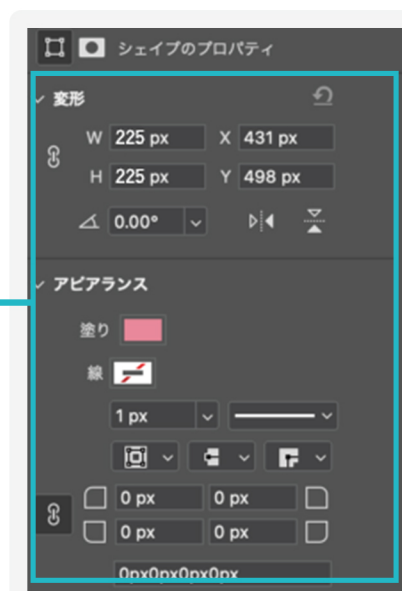 シェイプのプロパティ
変形
W 225 px X 431 px
H 225 px Y 498 px
0.00°
アピアランス
塗り
線
1 px
0 px 0 px
0 px 0 px
0px0px0px0px